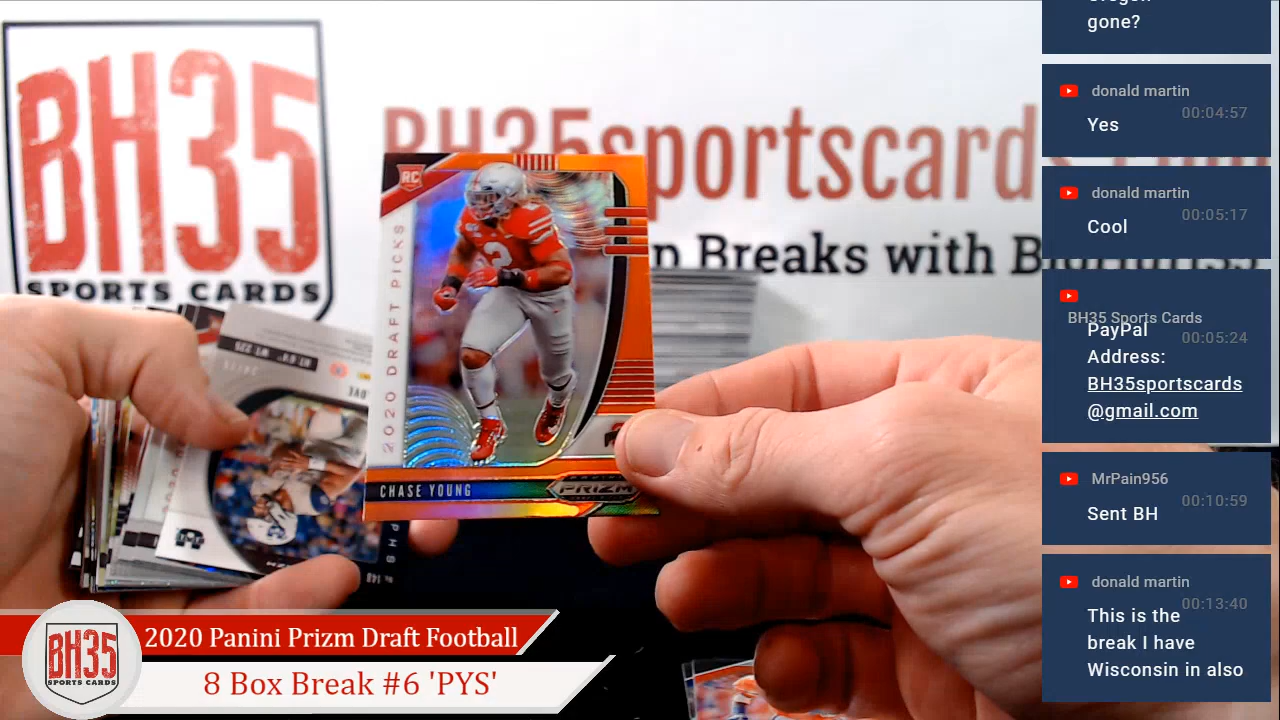 BH35
SPORTS CARDS
BH35sportscards
p Breaks with B
RC
2020 DRAFT PICKS
CHASE YOUNG
PRIZM
gone?
donald martin
00:04:57
Yes
donald martin
00:05:17
Cool
BH35 Sports Cards
00:05:24
PayPal
Address:
BH35sportscards
@gmail.com
MrPain956
00:10:59
Sent BH
donald martin
00:13:40
This is the
break I have
Wisconsin in also
BH35
SPORTS CARDS
2020 Panini Prizm Draft Football
8 Box Break #6 'PYS'